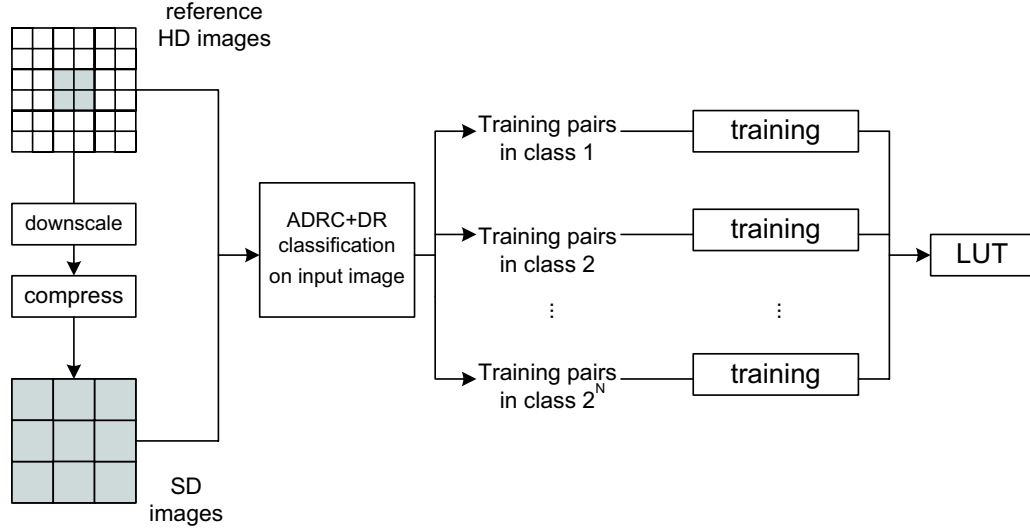 reference
HD images
downscale
compress
SD
images
ADRC+DR
classification
on input image
Training pairs
in class 1
training
Training pairs
in class 2
training
...
...
Training pairs
in class 2^N
training
LUT